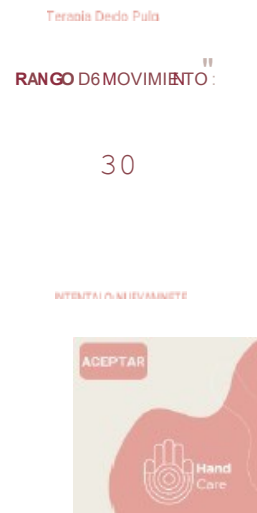 Terapia Dedo Pulg
RANGO D6 MOVIMIENTO :
30
INTENTALO NUEVAMNETE
ACEPTAR
Hand
Care